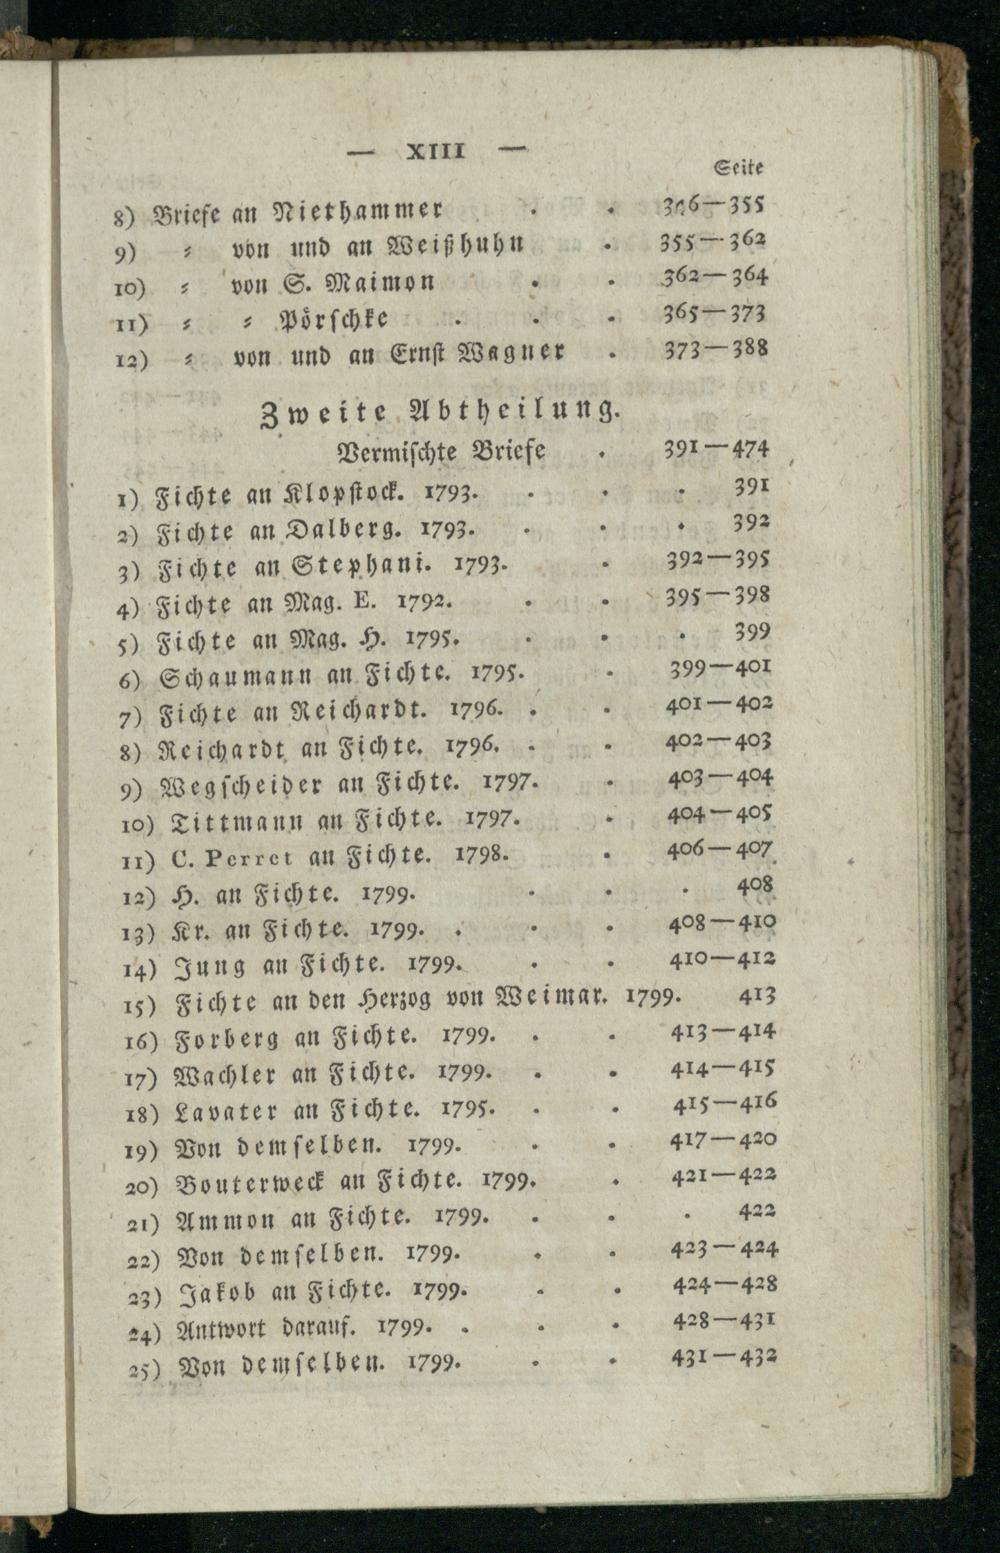 — XIII —
Seite
8) Briefe an Niethammer . . 346—355
9) ⸗ von und an Weißhuhn . 355—362
10) ⸗ von S. Maimon . . 362—364
11) ⸗ ⸗ Pörschke . . . 365—373
12) ⸗ von und an Ernst Wagner . 373—388
Zweite Abtheilung.
Vermischte Briefe . 391—474
1) Fichte an Klopstock. 1793. . . . 391
2) Fichte an Dalberg. 1793. . . . 392
3) Fichte an Stephani. 1793. . 392—395
4) Fichte an Mag. E. 1792. . . 395—398
5) Fichte an Mag. H. 1795. . . . 399
6) Schaumann an Fichte. 1795. . 399—401
7) Fichte an Reichardt. 1796. . . 401—402
8) Reichardt an Fichte. 1796. . . 402—403
9) Wegscheider an Fichte. 1797. . 403—404
10) Tittmann an Fichte. 1797. . 404—405
11) C. Perret an Fichte. 1798. . 406—407
12) H. an Fichte. 1799. . . . 408
13) Kr. an Fichte. 1799. . . . 408—410
14) Jung an Fichte. 1799. . . 410—412
15) Fichte an den Herzog von Weimar. 1799. 413
16) Forberg an Fichte. 1799. . . 413—414
17) Wachler an Fichte. 1799. . . 414—415
18) Lavater an Fichte. 1795. . . 415—416
19) Von demselben. 1799. . . 417—420
20) Bouterweck an Fichte. 1799. . 421—422
21) Ammon an Fichte. 1799. . . . 422
22) Von demselben. 1799. . . 423—424
23) Jakob an Fichte. 1799. . . 424—428
24) Antwort darauf. 1799. . . . 428—431
25) Von demselben. 1799. . . 431—432